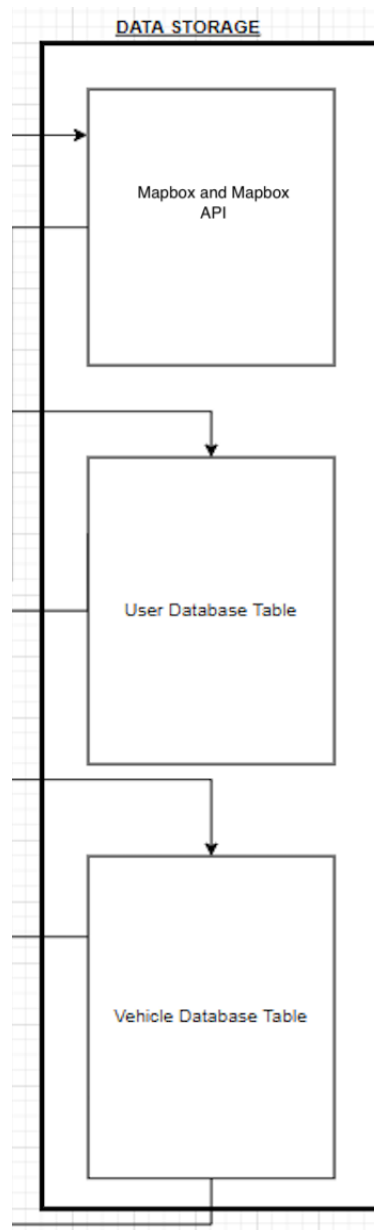 DATA STORAGE
Mapbox and Mapbox
API
User Database Table
Vehicle Database Table